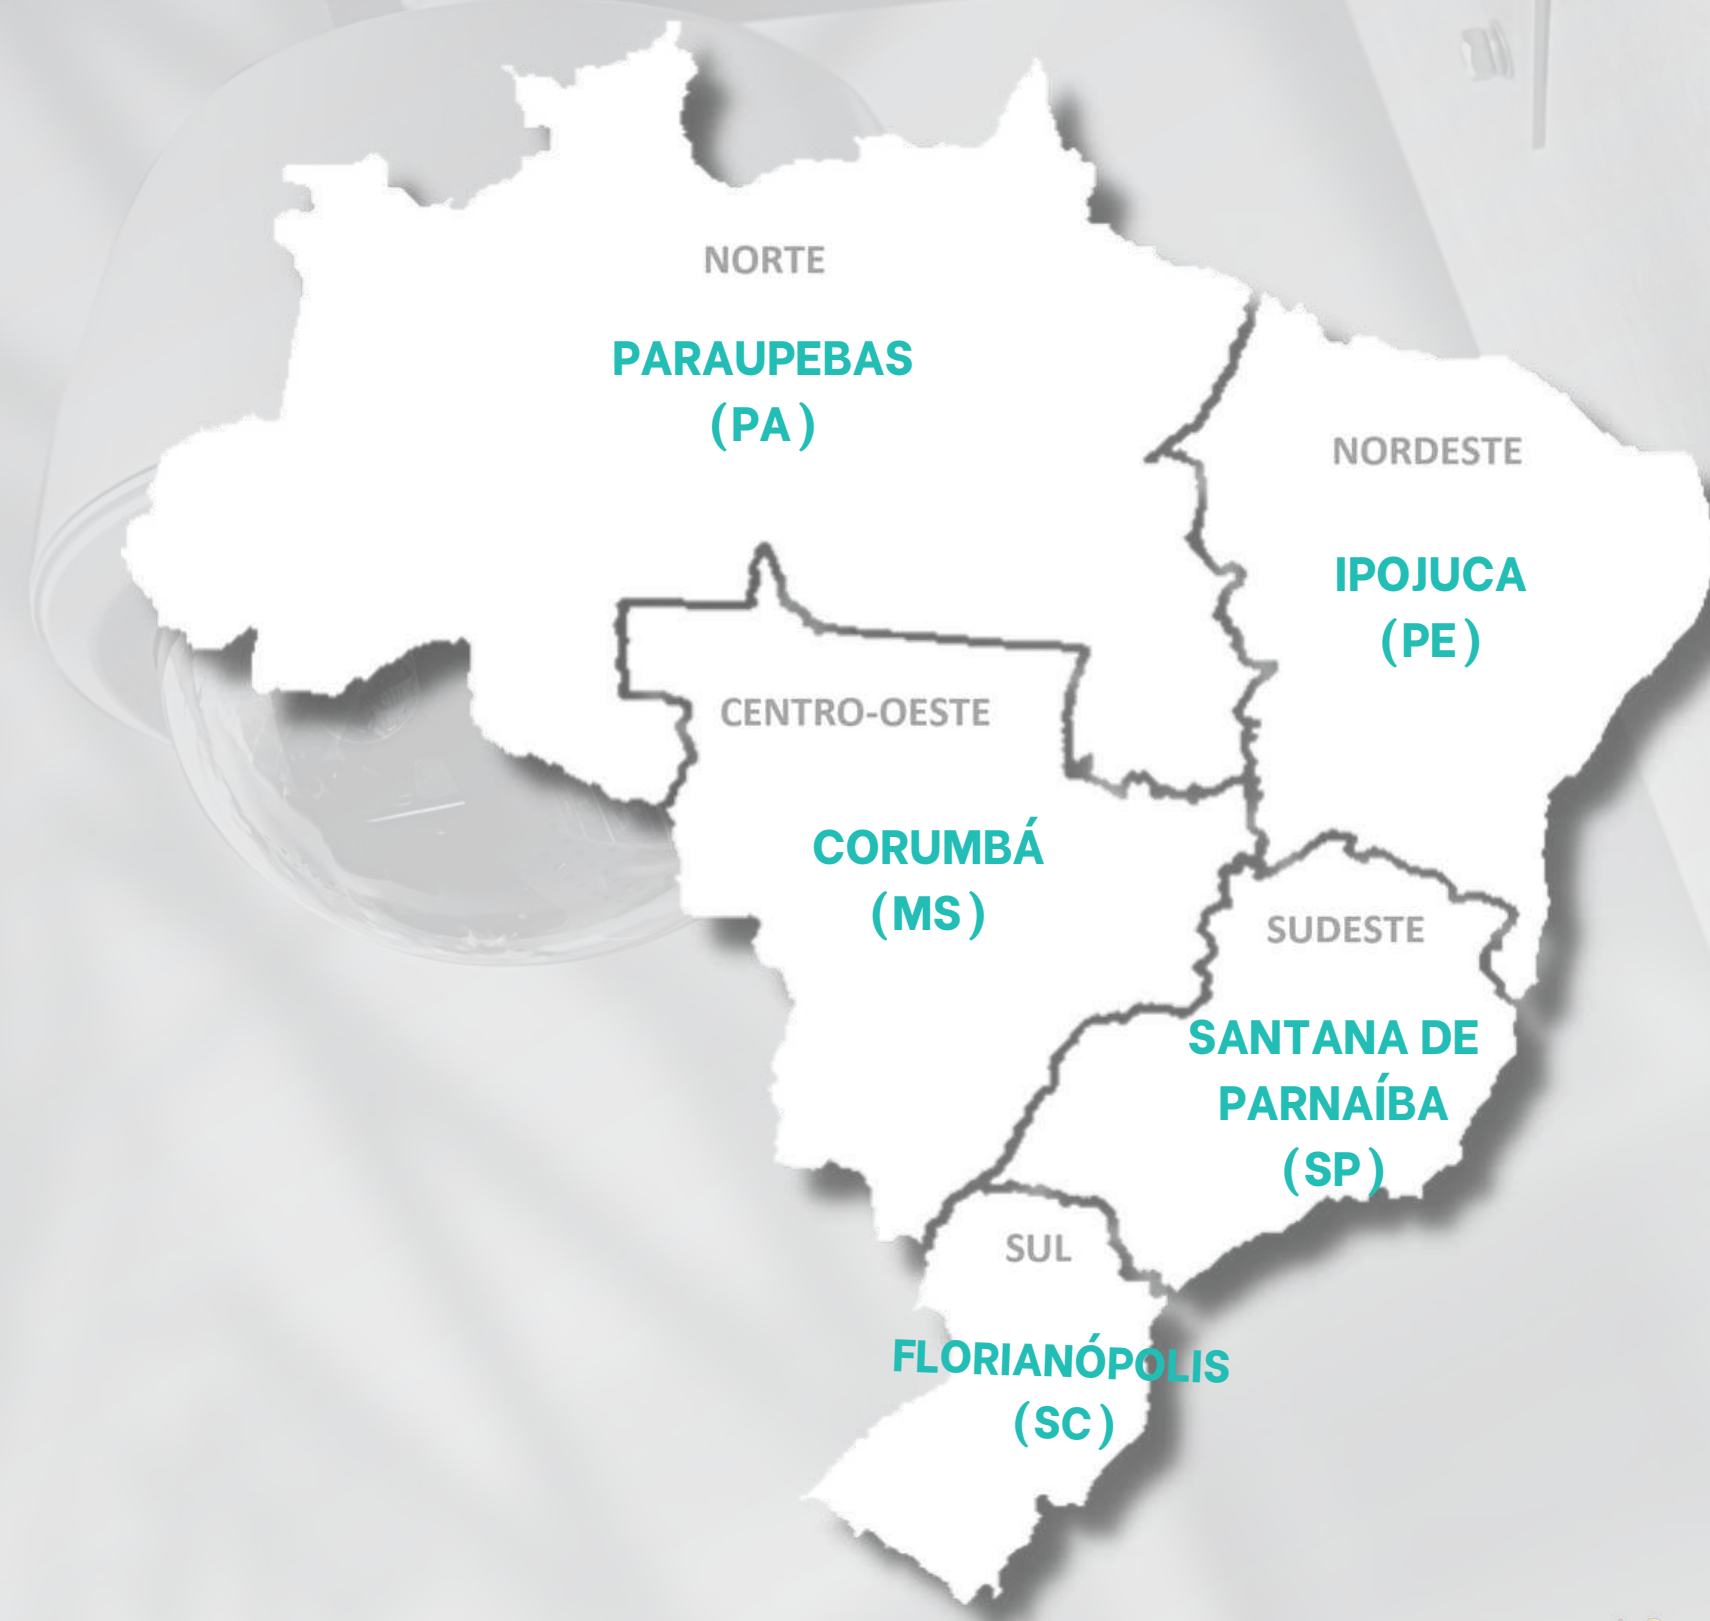 NORTE
PARAUPEBAS
(PA)
NORDESTE
IPOJUCA
(PE)
CENTRO-OESTE
CORUMBÁ
(MS)
SUDESTE
SANTANA DE
PARNAÍBA
(SP)
SUL
FLORIANÓPOLIS
(SC)